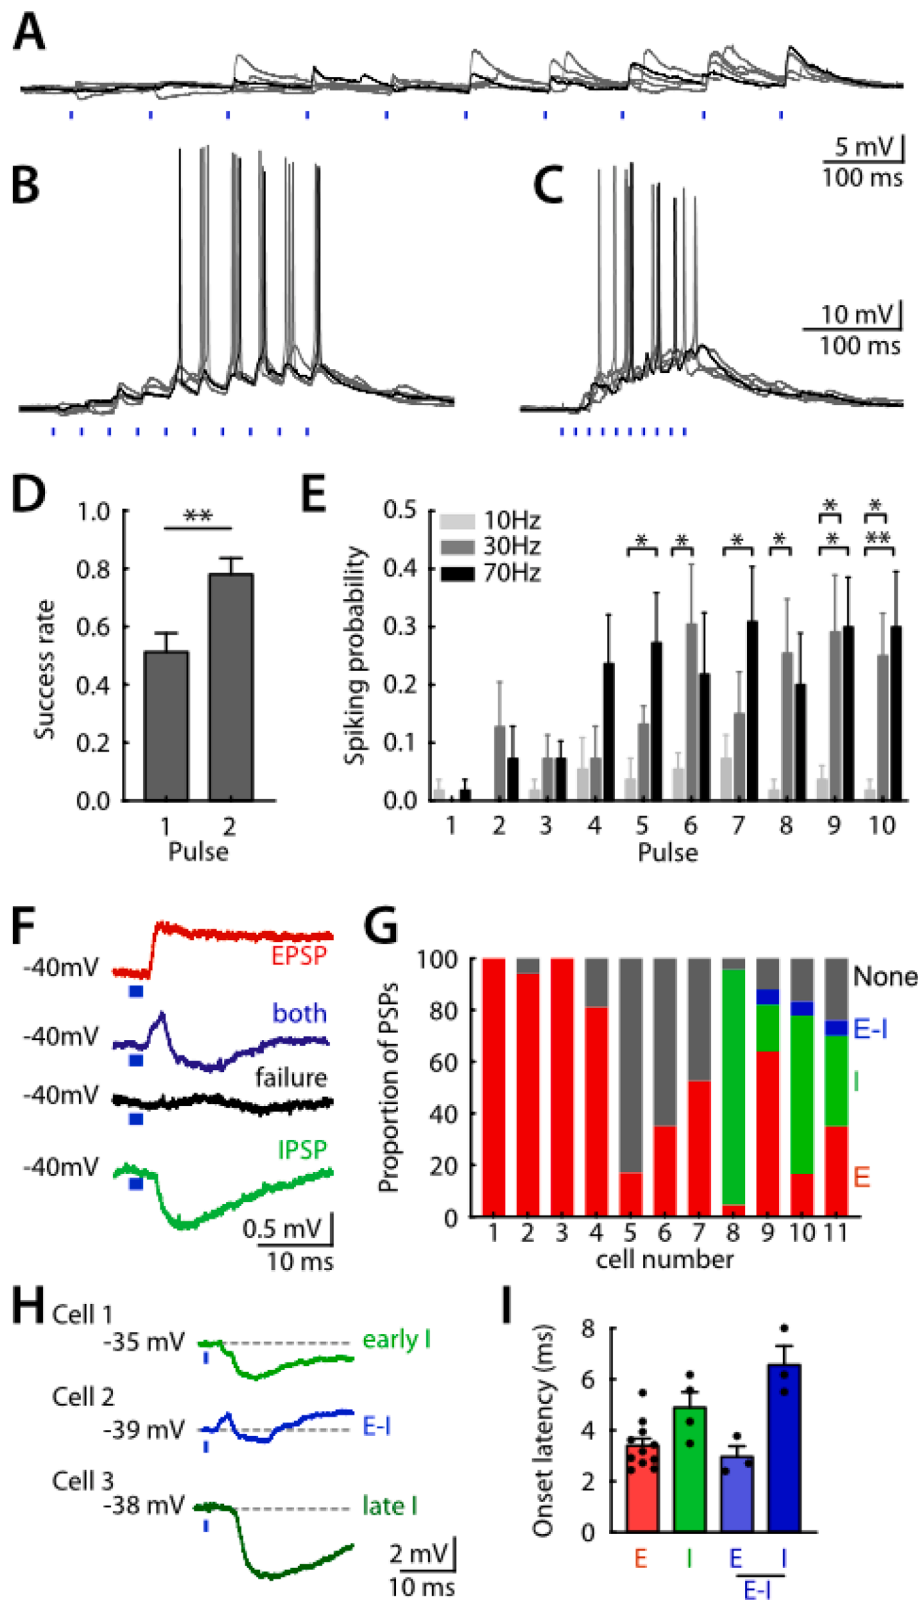 A
5 mV
100 ms
B
C
10 mV
100 ms
D
Success rate
1.0
0.8
0.6
0.4
0.2
0.0
**
1 2
Pulse
E
Spiking probability
0.5
0.4
0.3
0.2
0.1
0.0
10Hz
30Hz
70Hz
* * * * * *
* **
1 2 3 4 5 6 7 8 9 10
Pulse
F
-40mV
EPSP
-40mV
both
-40mV
failure
-40mV
IPSP
0.5 mV
10 ms
G
Proportion of PSPs
100
80
60
40
20
0
None
E-I
I
E
1 2 3 4 5 6 7 8 9 10 11
cell number
H
Cell 1
-35 mV
early I
Cell 2
-39 mV
E-I
Cell 3
-38 mV
late I
2 mV
10 ms
I
Onset latency (ms)
8
6
4
2
0
E I E I
E-I